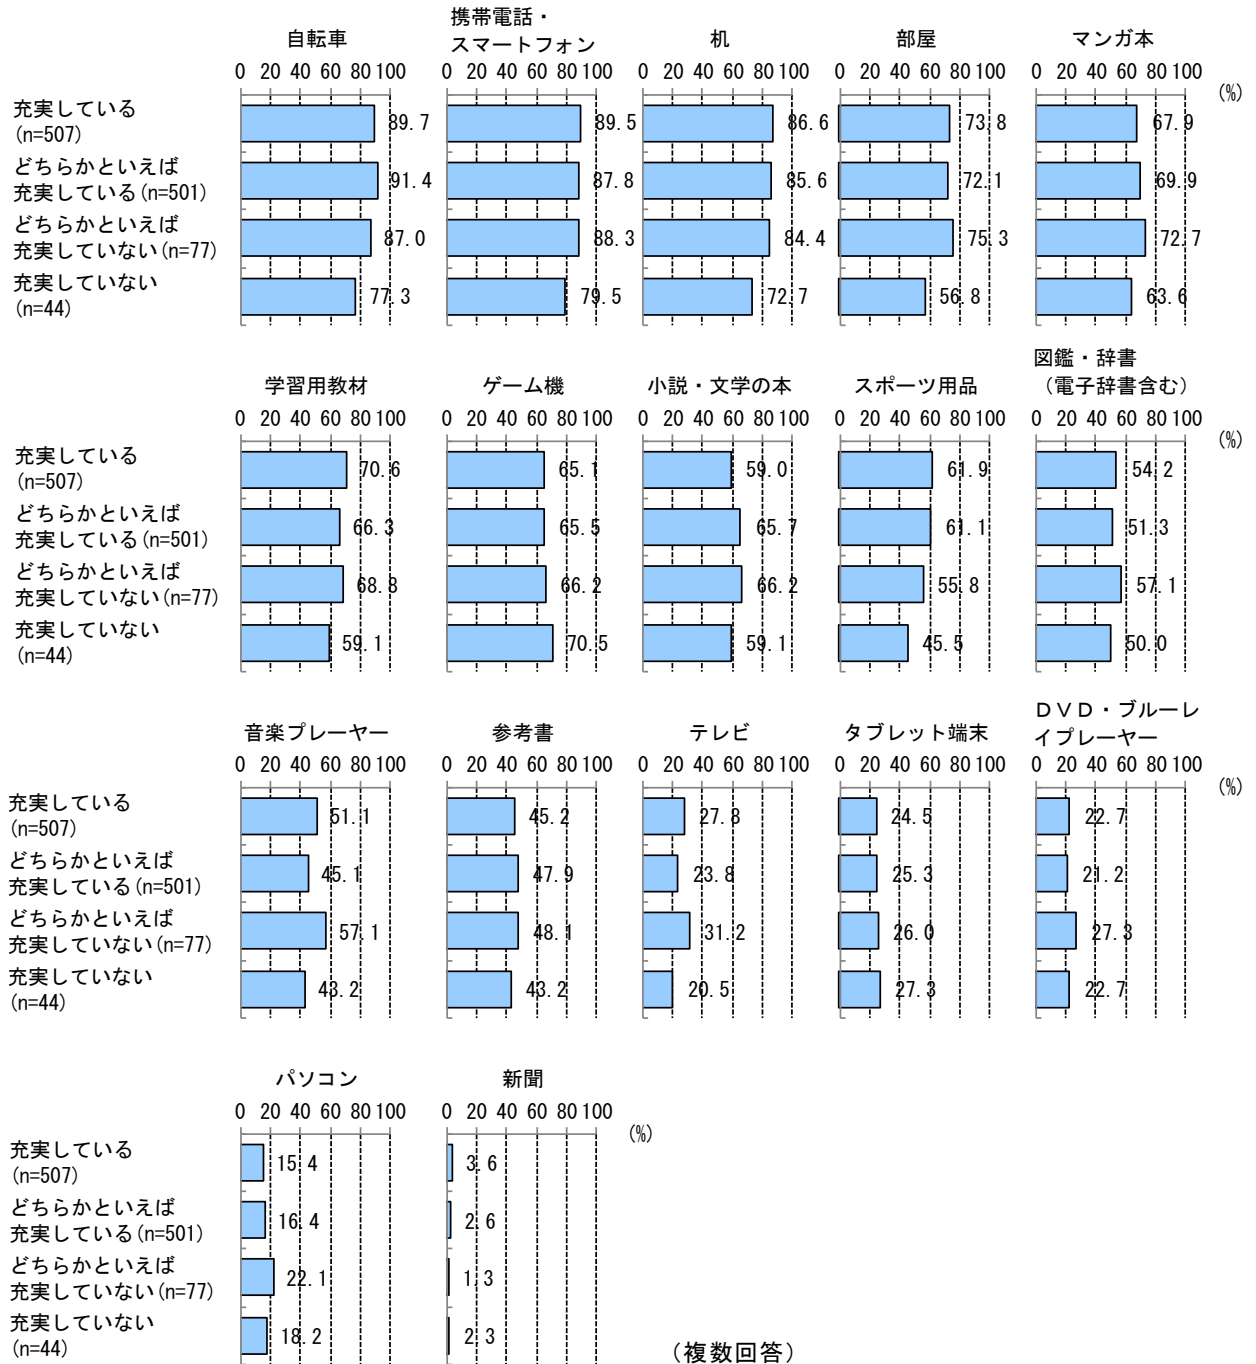 自転車
携帯電話・
スマートフォン
机
部屋
マンガ本
0 20 40 60 80 100
0 20 40 60 80 100
0 20 40 60 80 100
0 20 40 60 80 100
0 20 40 60 80 100
(%)
充実している
(n=507)
89.7
89.5
86.6
73.8
67.9
どちらかといえば
充実している(n=501)
91.4
87.8
85.6
72.1
69.9
どちらかといえば
充実していない(n=77)
87.0
88.3
84.4
75.3
72.7
充実していない
(n=44)
77.3
79.5
72.7
56.8
63.6
学習用教材
ゲーム機
小説・文学の本
スポーツ用品
図鑑・辞書
(電子辞書含む)
0 20 40 60 80 100
0 20 40 60 80 100
0 20 40 60 80 100
0 20 40 60 80 100
0 20 40 60 80 100
(%)
充実している
(n=507)
70.6
65.1
59.0
61.9
54.2
どちらかといえば
充実している(n=501)
66.3
65.5
65.7
61.1
51.3
どちらかといえば
充実していない(n=77)
68.8
66.2
66.2
55.8
57.1
充実していない
(n=44)
59.1
70.5
59.1
45.5
50.0
音楽プレーヤー
参考書
テレビ
タブレット端末
DVD・ブルーレ
イプレーヤー
0 20 40 60 80 100
0 20 40 60 80 100
0 20 40 60 80 100
0 20 40 60 80 100
0 20 40 60 80 100
(%)
充実している
(n=507)
51.1
45.2
27.8
24.5
22.7
どちらかといえば
充実している(n=501)
45.1
47.9
23.8
25.3
21.2
どちらかといえば
充実していない(n=77)
57.1
48.1
31.2
26.0
27.3
充実していない
(n=44)
43.2
43.2
20.5
27.3
22.7
パソコン
新聞
0 20 40 60 80 100
0 20 40 60 80 100
(%)
充実している
(n=507)
15.4
3.6
どちらかといえば
充実している(n=501)
16.4
2.6
どちらかといえば
充実していない(n=77)
22.1
1.3
充実していない
(n=44)
18.2
2.3
(複数回答)